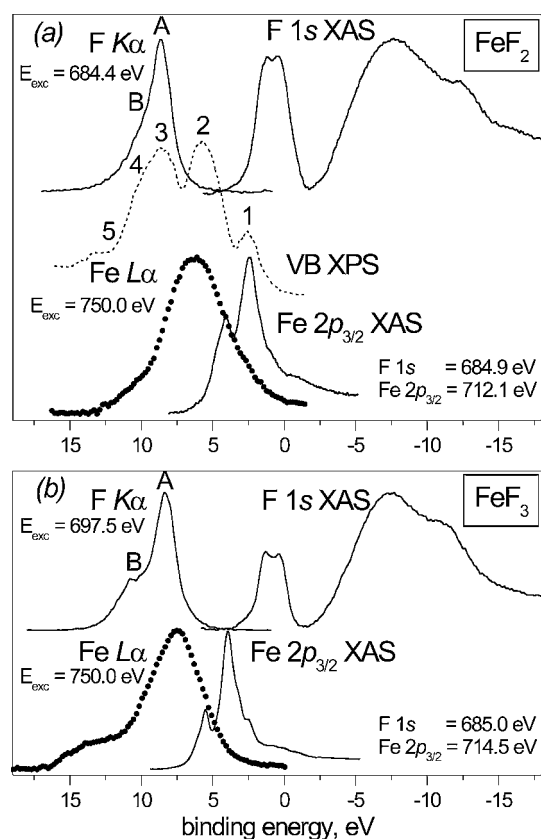 (a)
F Kα
E_exc = 684.4 eV
A
B
F 1s XAS
FeF₂
1
2
3
4
5
VB XPS
Fe Lα
E_exc = 750.0 eV
Fe 2p₃/₂ XAS
F 1s = 684.9 eV
Fe 2p₃/₂ = 712.1 eV
15 10 5 0 -5 -10 -15
(b)
F Kα
E_exc = 697.5 eV
A
B
F 1s XAS
FeF₃
Fe Lα
E_exc = 750.0 eV
Fe 2p₃/₂ XAS
F 1s = 685.0 eV
Fe 2p₃/₂ = 714.5 eV
15 10 5 0 -5 -10 -15
binding energy, eV